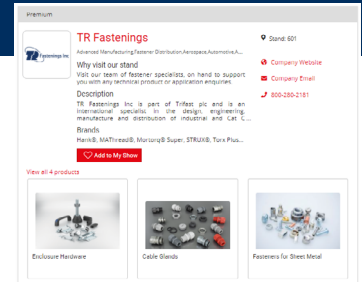 Premium
TR Fastenings
Stand: 601
Advanced Manufacturing,Fastener Distribution,Aerospace,Automotive,A...
Fastenings Inc
Company Website
Why visit our stand
Visit our team of fastener specialists, on hand to support
you with any technical product or application enquiries
Company Email
800-280-2181
Description
TR Fastenings Inc is part of Trifast plc and is an
international specialist in the design, engineering,
manufacture and distribution of industrial and Cat C...
Brands
Hank®, MAThread®, Mortorq® Super, STRUX®, Torx Plus...
Add to My Show
View all 4 products
Enclosure Hardware
Cable Glands
Fasteners for Sheet Metal